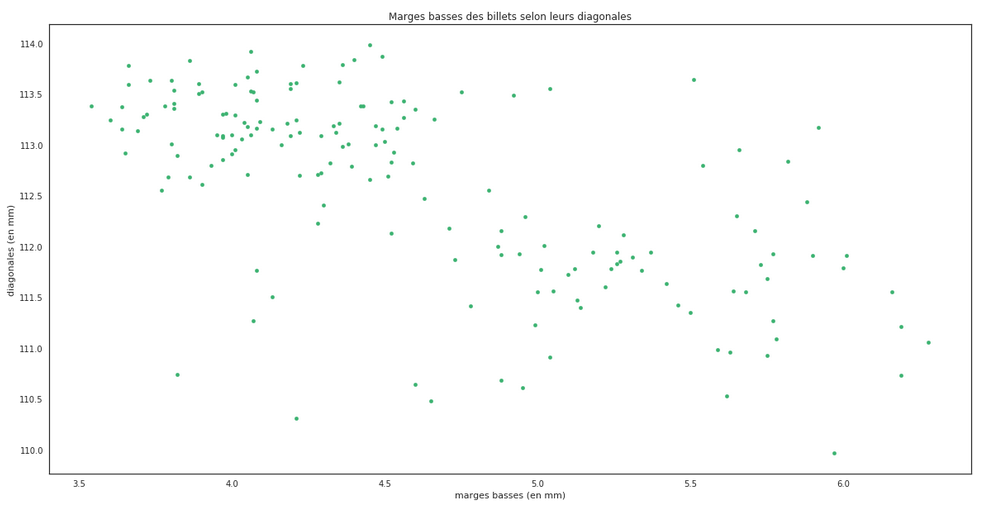 Marges basses des billets selon leurs diagonales
diagonales (en mm)
114.0
113.5
113.0
112.5
112.0
111.5
111.0
110.5
110.0
3.5 4.0 4.5 5.0 5.5 6.0
marges basses (en mm)